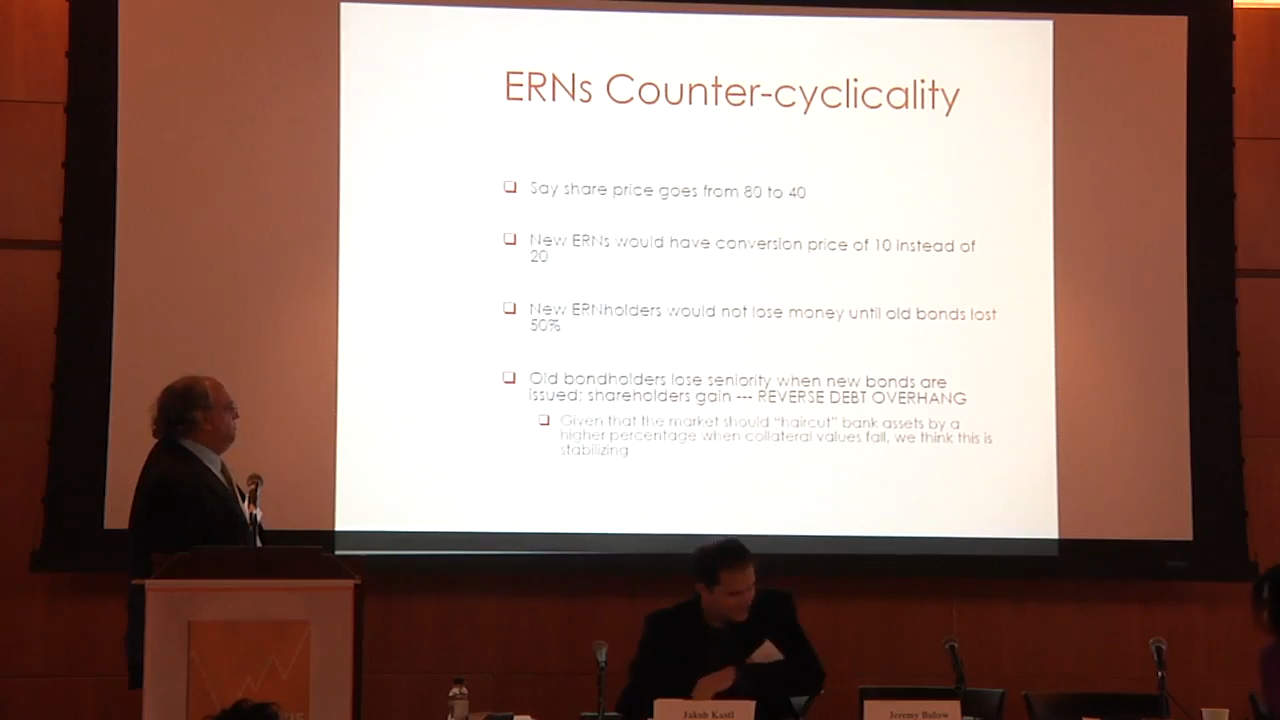 ERNs Counter-cyclicality
Say share price goes from 80 to 40
New ERNs would have conversion price of 10 instead of
20
New ERNholders would not lose money until old bonds lost
50%
Old bondholders lose seniority when new bonds are
issued; shareholders gain --- REVERSE DEBT OVERHANG
Given that the market should "haircut" bank assets by a
higher percentage when collateral values fall, we think this is
stabilizing
Jakub Kastl
Jeremy Bulow